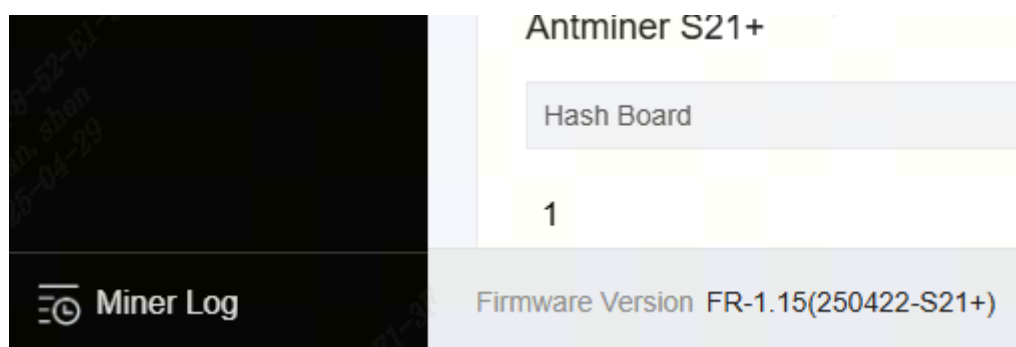 Antminer S21+
Hash Board
1
Miner Log
Firmware Version FR-1.15(250422-S21+)